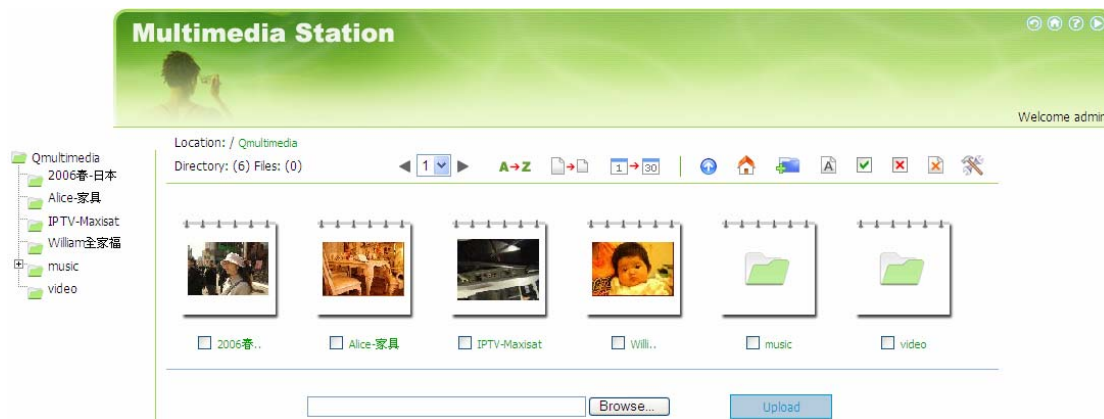 Multimedia Station
Welcome admin
Location: / Qmultimedia
Directory: (6) Files: (0)
1
A→Z
1→30
A
Qmultimedia
2006春-日本
Alice-家具
IPTV-Maxisat
William全家福
music
video
2006春..
Alice-家具
IPTV-Maxisat
Willi..
music
video
Browse...
Upload